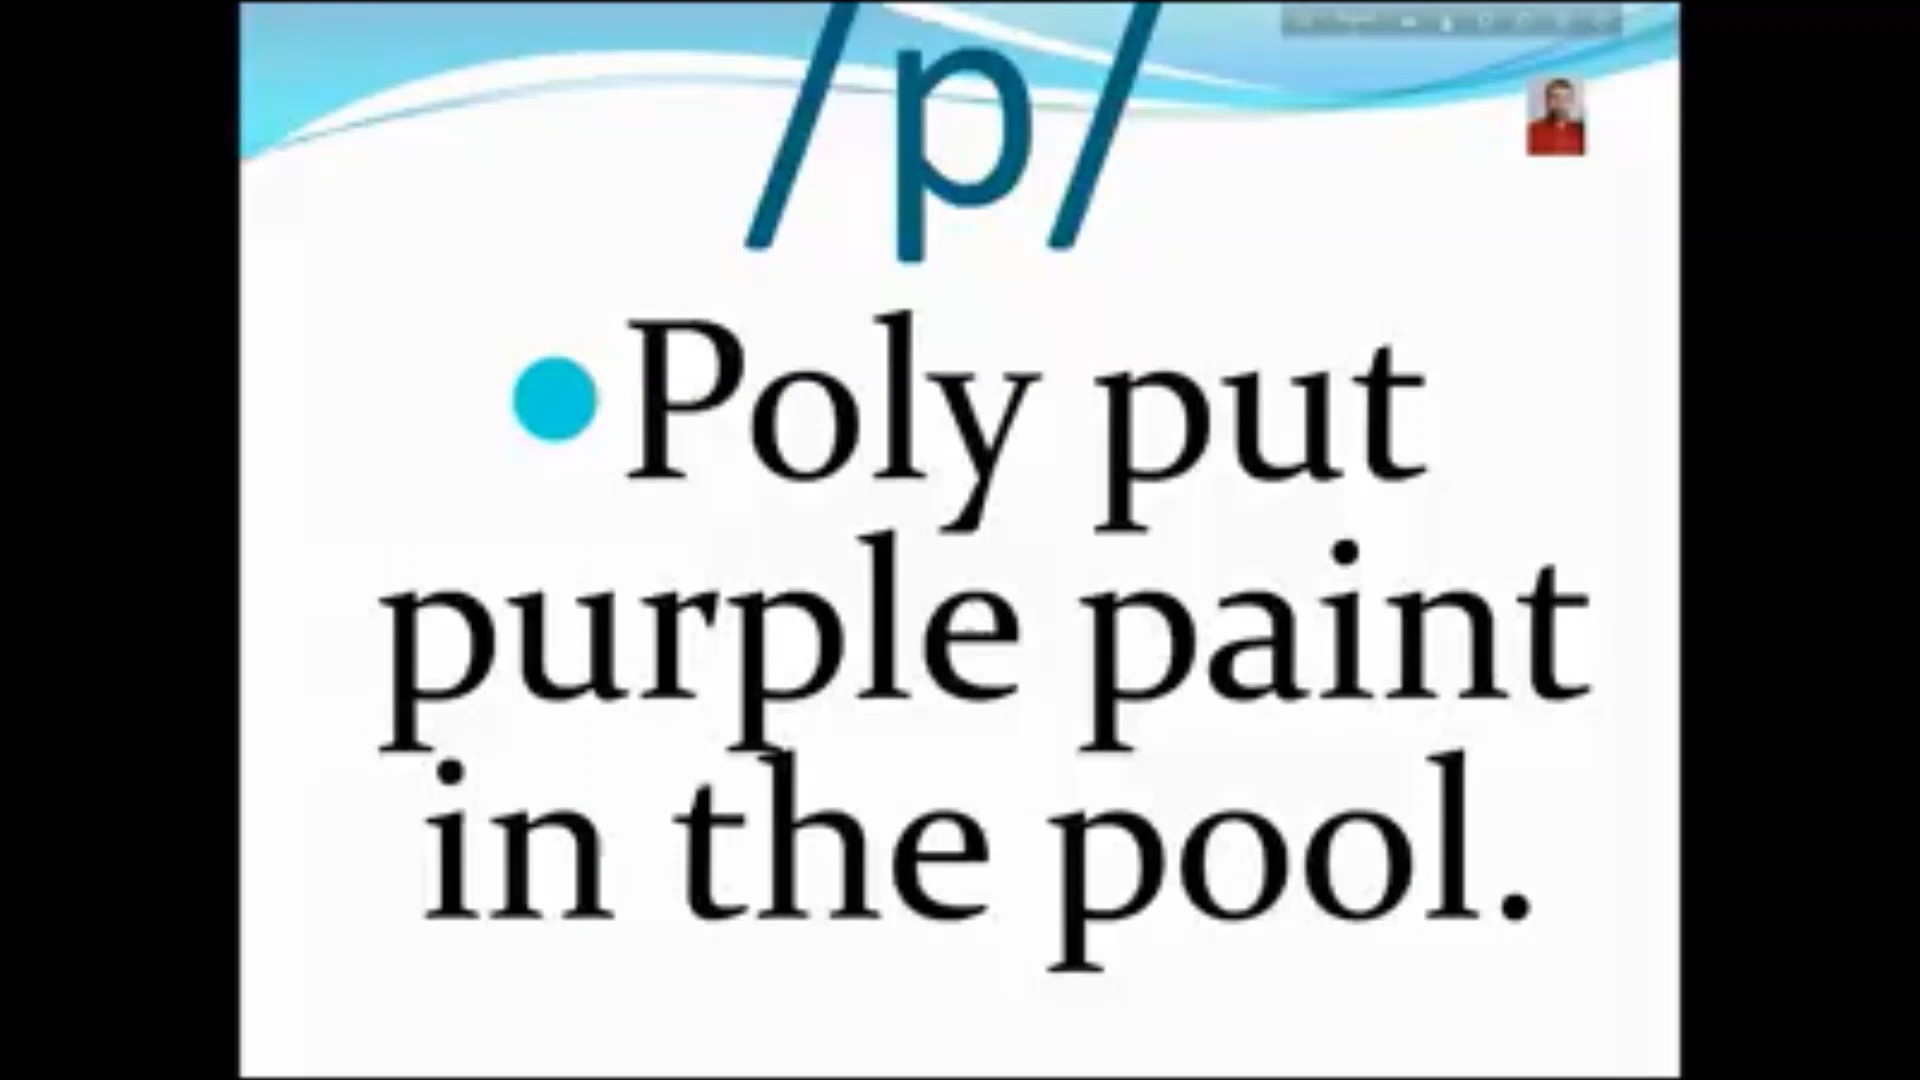 /p/
•Poly put
purple paint
in the pool.